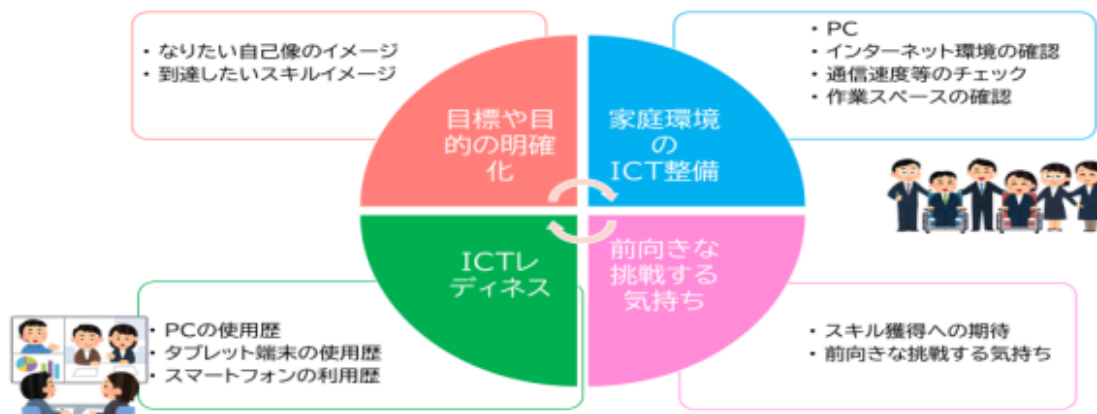 ・なりたい自己像のイメージ
・到達したいスキルイメージ
目標や目
的の明確
化
・PC
・インターネット環境の確認
・通信速度等のチェック
・作業スペースの確認
家庭環境
の
ICT整備
ICTレ
ディネス
・PCの使用歴
・タブレット端末の使用歴
・スマートフォンの利用歴
前向きな
挑戦する
気持ち
・スキル獲得への期待
・前向きな挑戦する気持ち